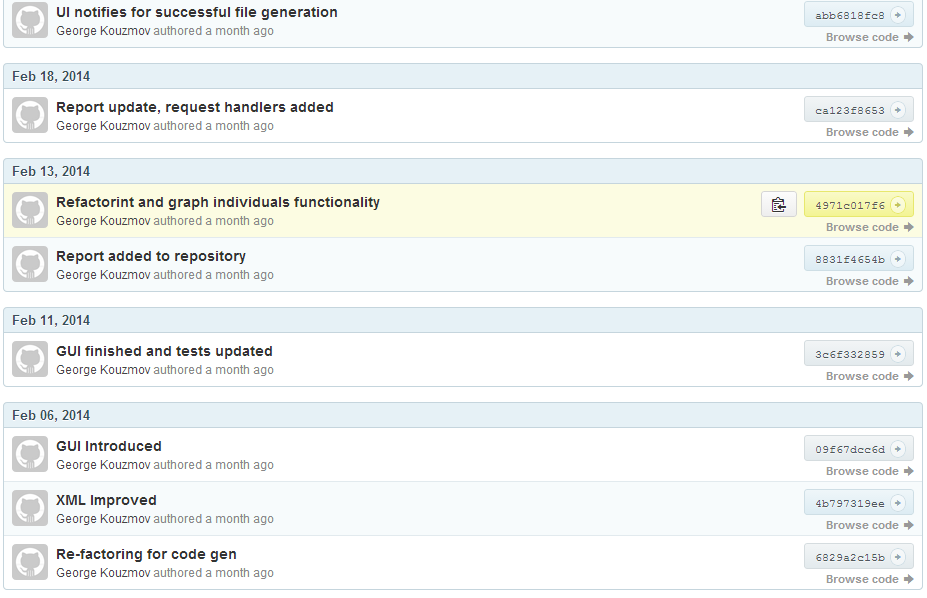 UI notifies for successful file generation
abb6818fc8
George Kouzmov authored a month ago
Browse code
Feb 18, 2014
Report update, request handlers added
ca123f8653
George Kouzmov authored a month ago
Browse code
Feb 13, 2014
Refactorint and graph individuals functionality
4971c017f6
George Kouzmov authored a month ago
Browse code
Report added to repository
8831f4654b
George Kouzmov authored a month ago
Browse code
Feb 11, 2014
GUI finished and tests updated
3c6f332859
George Kouzmov authored a month ago
Browse code
Feb 06, 2014
GUI Introduced
09f67dcc6d
George Kouzmov authored a month ago
Browse code
XML Improved
4b797319ee
George Kouzmov authored a month ago
Browse code
Re-factoring for code gen
6829a2c15b
George Kouzmov authored a month ago
Browse code